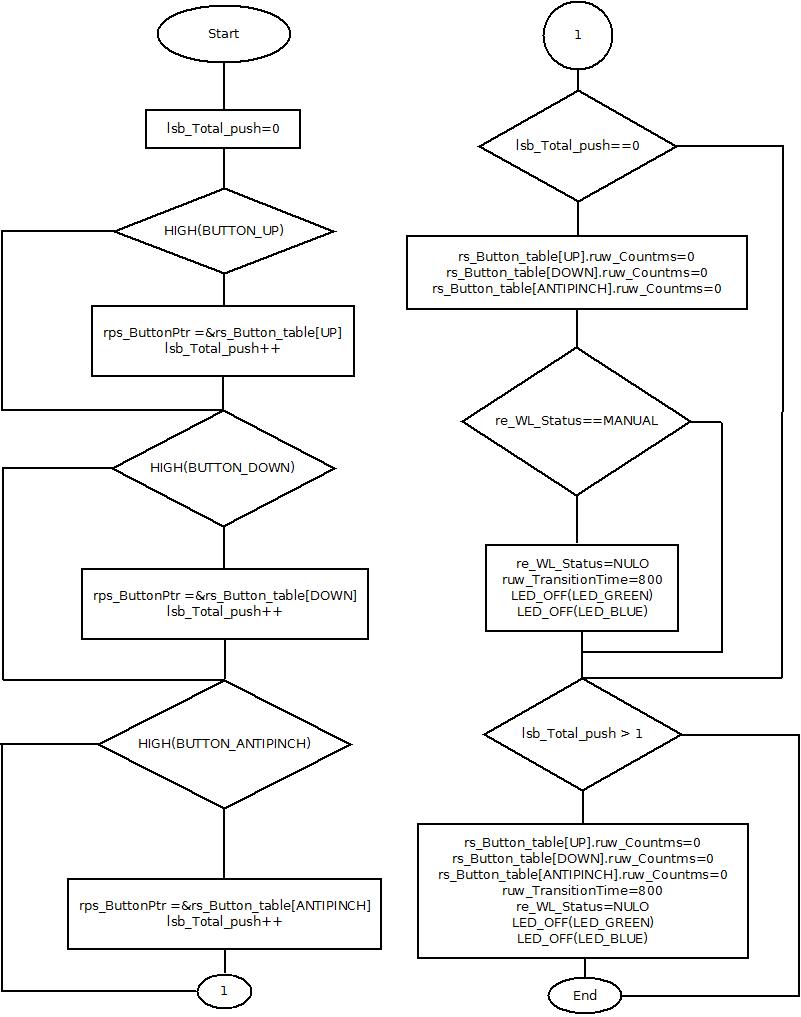 Start
lsb_Total_push=0
HIGH(BUTTON_UP)
rps_ButtonPtr =&rs_Button_table[UP]
lsb_Total_push++
HIGH(BUTTON_DOWN)
rps_ButtonPtr =&rs_Button_table[DOWN]
lsb_Total_push++
HIGH(BUTTON_ANTIPINCH)
rps_ButtonPtr =&rs_Button_table[ANTIPINCH]
lsb_Total_push++
1
1
lsb_Total_push==0
rs_Button_table[UP].ruw_Countms=0
rs_Button_table[DOWN].ruw_Countms=0
rs_Button_table[ANTIPINCH].ruw_Countms=0
re_WL_Status==MANUAL
re_WL_Status=NULO
ruw_TransitionTime=800
LED_OFF(LED_GREEN)
LED_OFF(LED_BLUE)
lsb_Total_push > 1
rs_Button_table[UP].ruw_Countms=0
rs_Button_table[DOWN].ruw_Countms=0
rs_Button_table[ANTIPINCH].ruw_Countms=0
ruw_TransitionTime=800
re_WL_Status=NULO
LED_OFF(LED_GREEN)
LED_OFF(LED_BLUE)
End